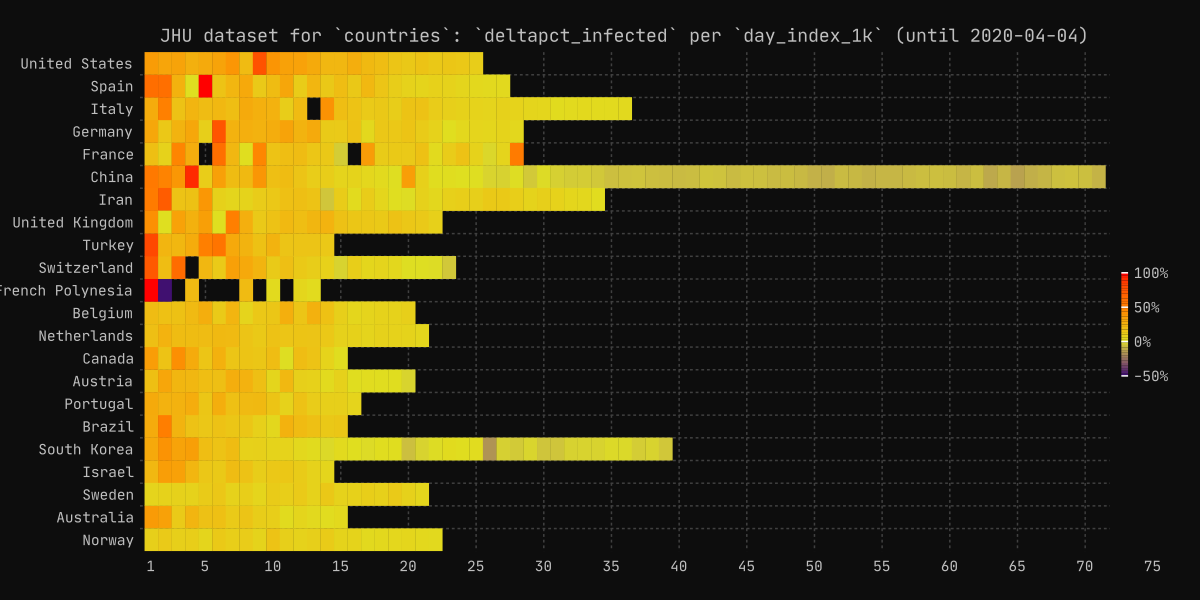 JHU dataset for `countries`: `deltapct_infected` per `day_index_1k` (until 2020-04-04)
United States
Spain
Italy
Germany
France
China
Iran
United Kingdom
Turkey
Switzerland
French Polynesia
Belgium
Netherlands
Canada
Austria
Portugal
Brazil
South Korea
Israel
Sweden
Australia
Norway
100%
50%
0%
-50%
1 5 10 15 20 25 30 35 40 45 50 55 60 65 70 75